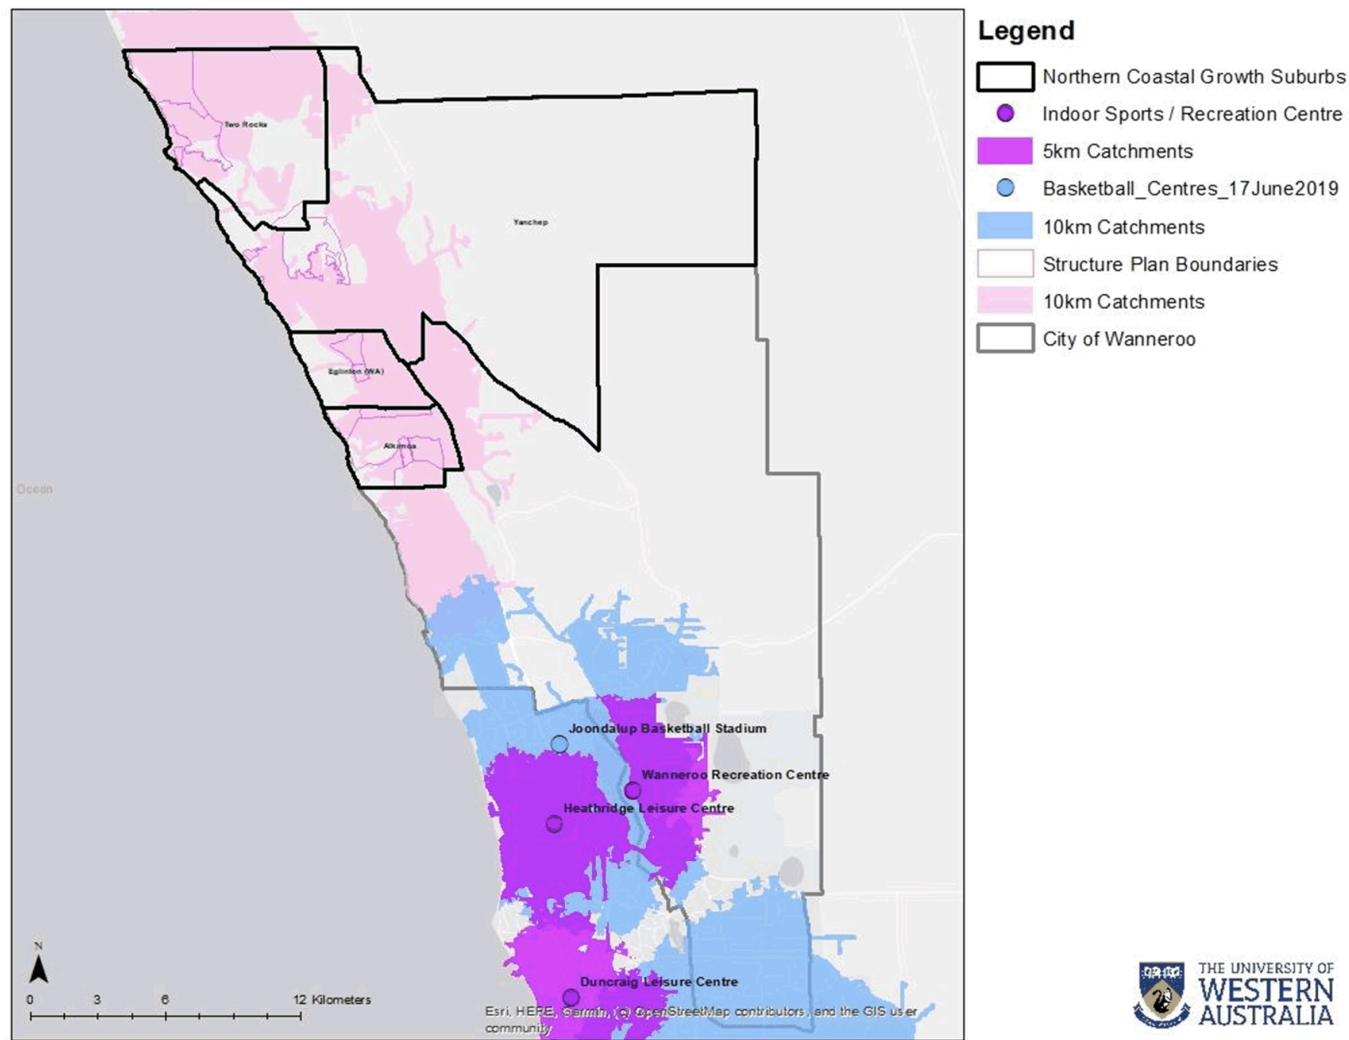 Two Rocks
Yanchep
Eglinton (WA)
Alkimos
Ocean
Joondalup Basketball Stadium
Wanneroo Recreation Centre
Heathridge Leisure Centre
Duncraig Leisure Centre
N
0 3 6 12 Kilometers
Esri, HERE, Garmin, (c) OpenStreetMap contributors, and the GIS user
community
Legend
Northern Coastal Growth Suburbs
Indoor Sports / Recreation Centre
5km Catchments
Basketball_Centres_17June2019
10km Catchments
Structure Plan Boundaries
10km Catchments
City of Wanneroo
THE UNIVERSITY OF
WESTERN
AUSTRALIA